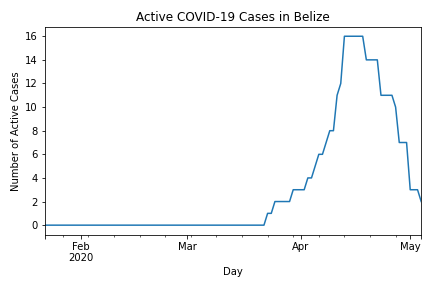 Active COVID-19 Cases in Belize
Number of Active Cases
16
14
12
10
8
6
4
2
0
Feb
2020
Mar
Apr
May
Day